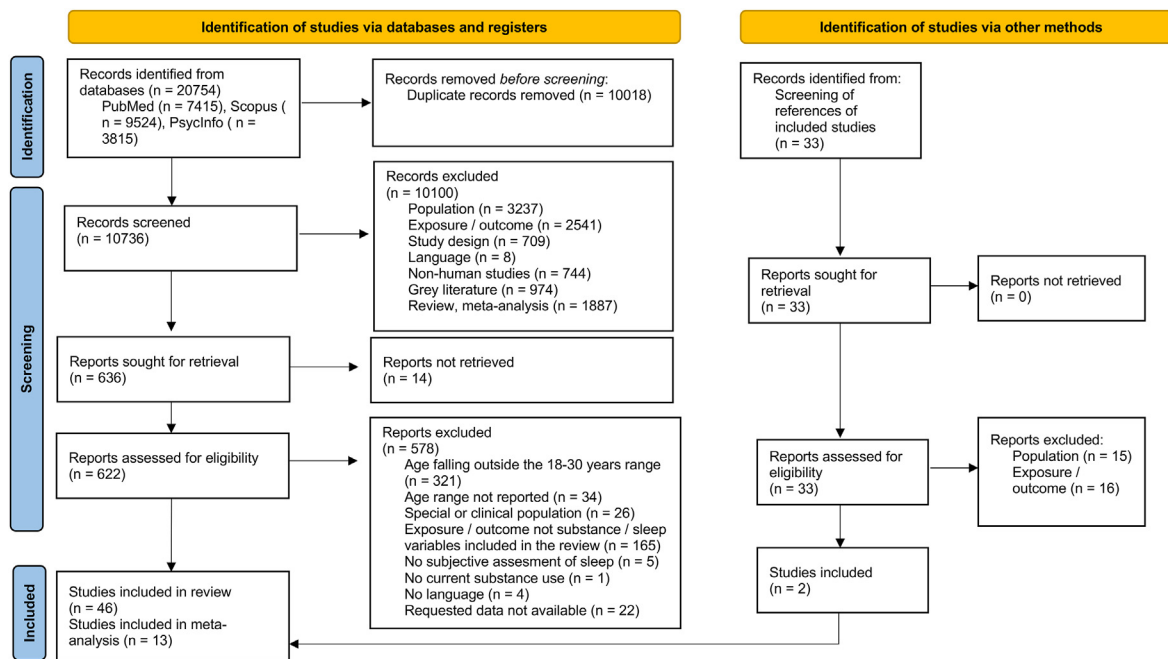 Identification of studies via databases and registers
Identification of studies via other methods
Identification
Records identified from
databases (n = 20754)
PubMed (n = 7415), Scopus (
n = 9524), PsycInfo ( n =
3815)
Records removed before screening:
Duplicate records removed (n = 10018)
Records identified from:
Screening of
references of
included studies
(n = 33)
Screening
Records screened
(n = 10736)
Records excluded
(n = 10100)
Population (n = 3237)
Exposure / outcome (n = 2541)
Study design (n = 709)
Language (n = 8)
Non-human studies (n = 744)
Grey literature (n = 974)
Review, meta-analysis (n = 1887)
Reports sought for
retrieval
(n = 33)
Reports not retrieved
(n = 0)
Reports sought for retrieval
(n = 636)
Reports not retrieved
(n = 14)
Reports assessed for eligibility
(n = 622)
Reports excluded
(n = 578)
Age falling outside the 18-30 years range
(n = 321)
Age range not reported (n = 34)
Special or clinical population (n = 26)
Exposure / outcome not substance / sleep
variables included in the review (n = 165)
No subjective assesment of sleep (n = 5)
No current substance use (n = 1)
No language (n = 4)
Requested data not available (n = 22)
Reports assessed for
eligibility
(n = 33)
Reports excluded:
Population (n = 15)
Exposure /
outcome (n = 16)
Included
Studies included in review
(n = 46)
Studies included in meta-
analysis (n = 13)
Studies included
(n = 2)